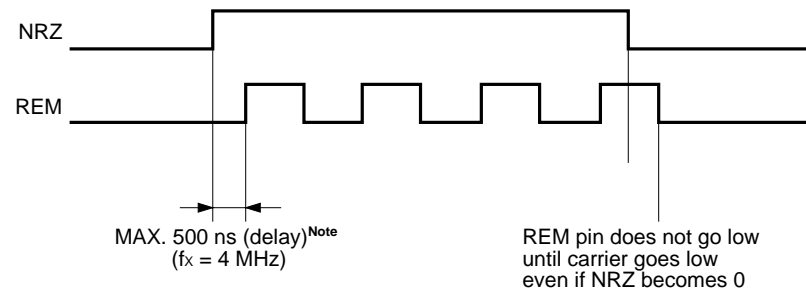 NRZ
REM
MAX. 500 ns (delay)Note
(fx = 4 MHz)
REM pin does not go low
until carrier goes low
even if NRZ becomes 0